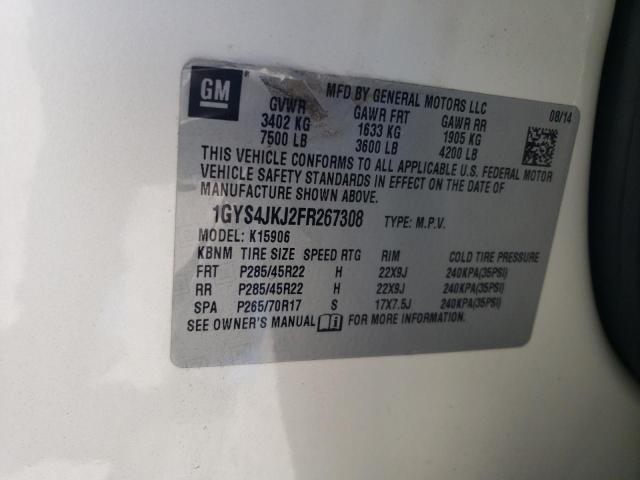 GM
MFD BY GENERAL MOTORS LLC
08/14
GVWR GAWR FRT GAWR RR
3402 KG 1633 KG 1905 KG
7500 LB 3600 LB 4200 LB
THIS VEHICLE CONFORMS TO ALL APPLICABLE U.S. FEDERAL MOTOR
VEHICLE SAFETY STANDARDS IN EFFECT ON THE DATE OF
MANUFACTURE SHOWN ABOVE.
1GYS4JKJ2FR267308 TYPE: M.P.V.
MODEL: K15906
KBNM TIRE SIZE SPEED RTG RIM COLD TIRE PRESSURE
FRT P285/45R22 H 22X9J 240KPA(35PSI)
RR P285/45R22 H 22X9J 240KPA(35PSI)
SPA P265/70R17 S 17X7.5J 240KPA(35PSI)
SEE OWNER'S MANUAL FOR MORE INFORMATION.